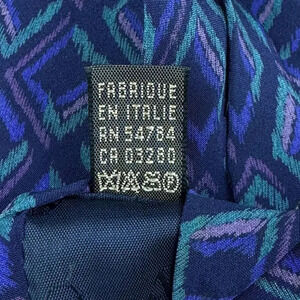 FABRIQUE
EN ITALIE
RN 54784
CA 03280